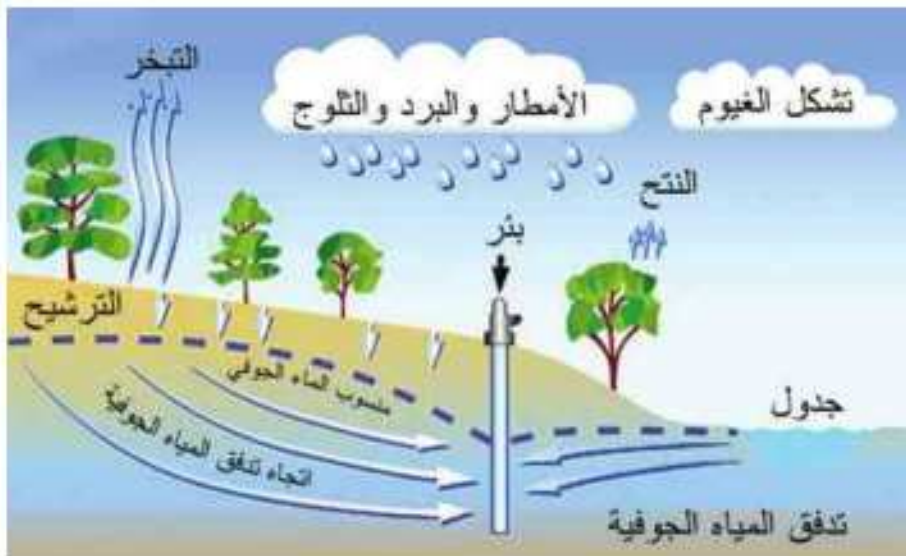 التبخر
الأمطار والبرد والثلوج
تشكل الغيوم
النتح
بئر
الترشيح
منسوب الماء الجوفي
جدول
اتجاه تدفق المياه الجوفية
تدفق المياه الجوفية